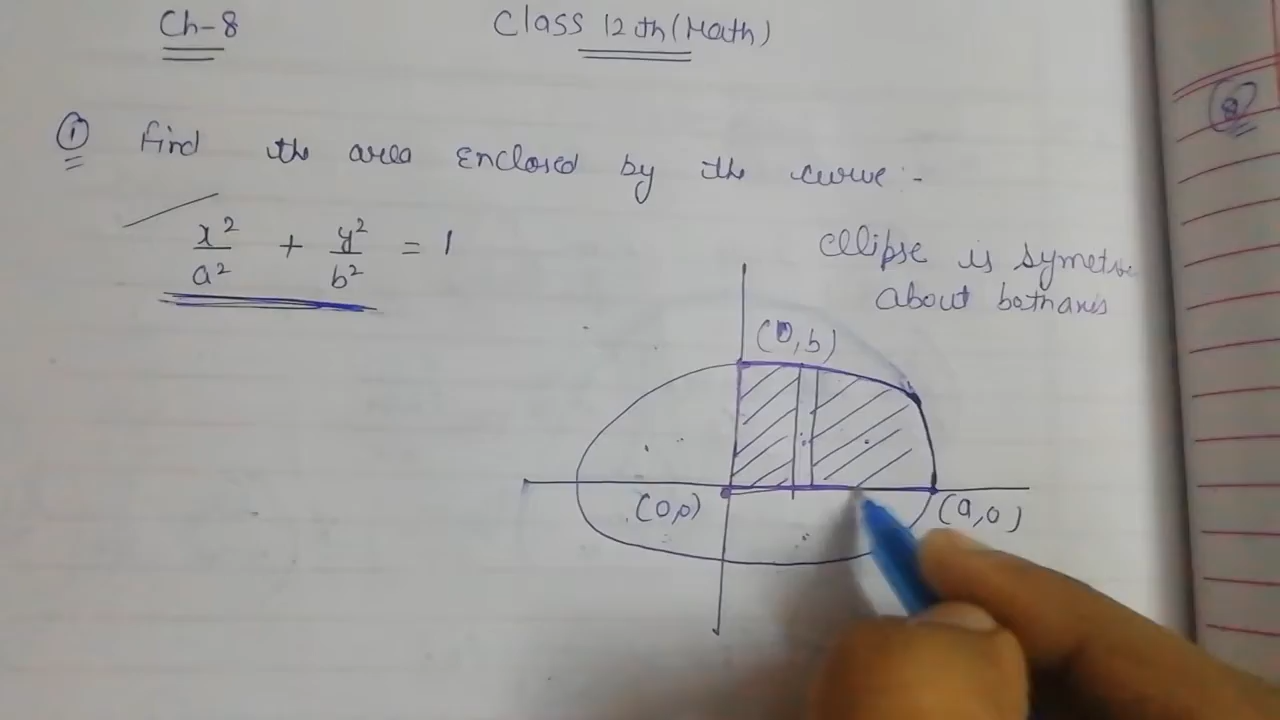 Ch-8
Class 12th (Math)
① find the area enclosed by the curve :-
x²/a² + y²/b² = 1
ellipse is symetric
about both axis
(0,b)
(0,0)
(a,0)